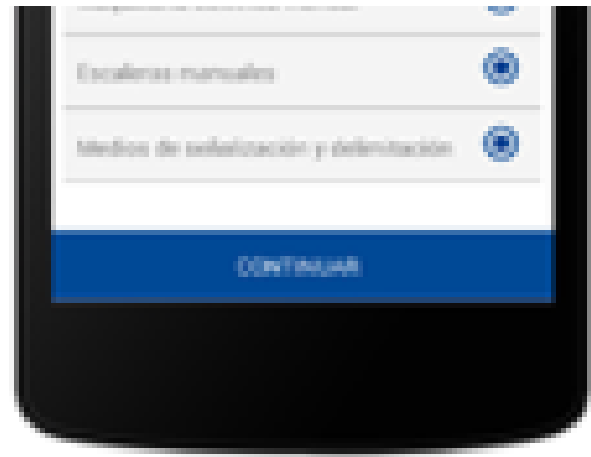 Escaleras manuales
Medios de señalización y delimitación
CONTINUAR